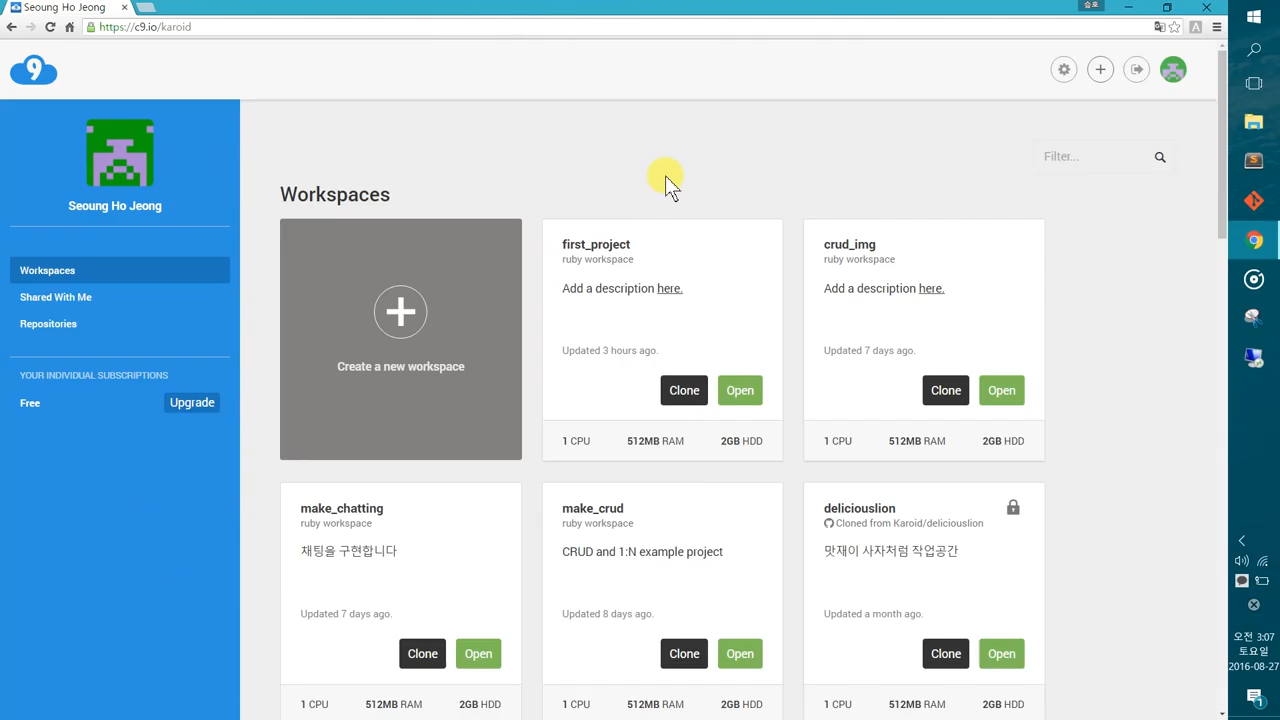 Seoung Ho Jeong
승호
https://c9.io/karoid
9
Filter...
Seoung Ho Jeong
Workspaces
Shared With Me
Repositories
YOUR INDIVIDUAL SUBSCRIPTIONS
Free
Upgrade
Workspaces
Create a new workspace
first_project
ruby workspace
Add a description here.
Updated 3 hours ago.
Clone
Open
1 CPU
512MB RAM
2GB HDD
crud_img
ruby workspace
Add a description here.
Updated 7 days ago.
Clone
Open
1 CPU
512MB RAM
2GB HDD
make_chatting
ruby workspace
채팅을 구현합니다
Updated 7 days ago.
Clone
Open
1 CPU
512MB RAM
2GB HDD
make_crud
ruby workspace
CRUD and 1:N example project
Updated 8 days ago.
Clone
Open
1 CPU
512MB RAM
2GB HDD
deliciouslion
Cloned from Karoid/deliciouslion
맛재이 사자처럼 작업공간
Updated a month ago.
Clone
Open
1 CPU
512MB RAM
2GB HDD
오전 3:07
토요일
2016-08-27
1